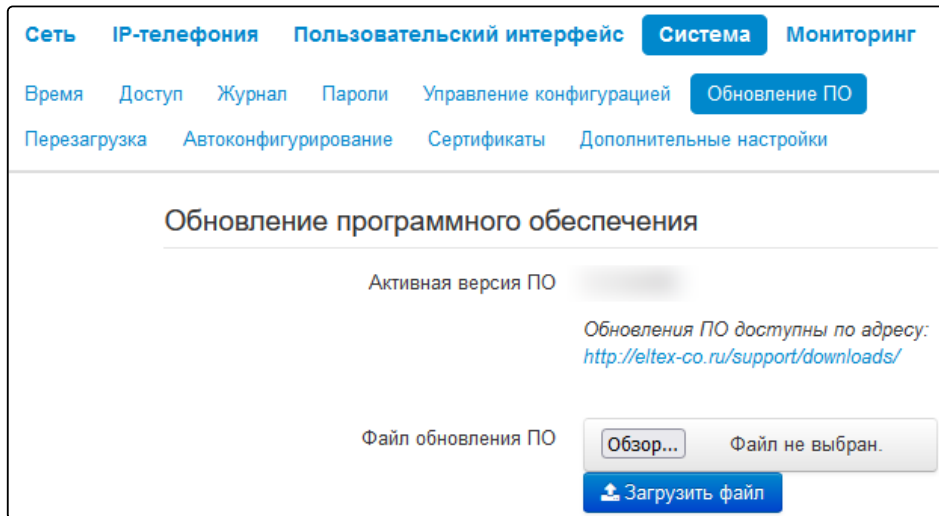 Сеть IP-телефония Пользовательский интерфейс Система Мониторинг
Время Доступ Журнал Пароли Управление конфигурацией Обновление ПО
Перезагрузка Автоконфигурирование Сертификаты Дополнительные настройки
Обновление программного обеспечения
Активная версия ПО
Обновления ПО доступны по адресу:
http://eltex-co.ru/support/downloads/
Файл обновления ПО Обзор... Файл не выбран.
Загрузить файл